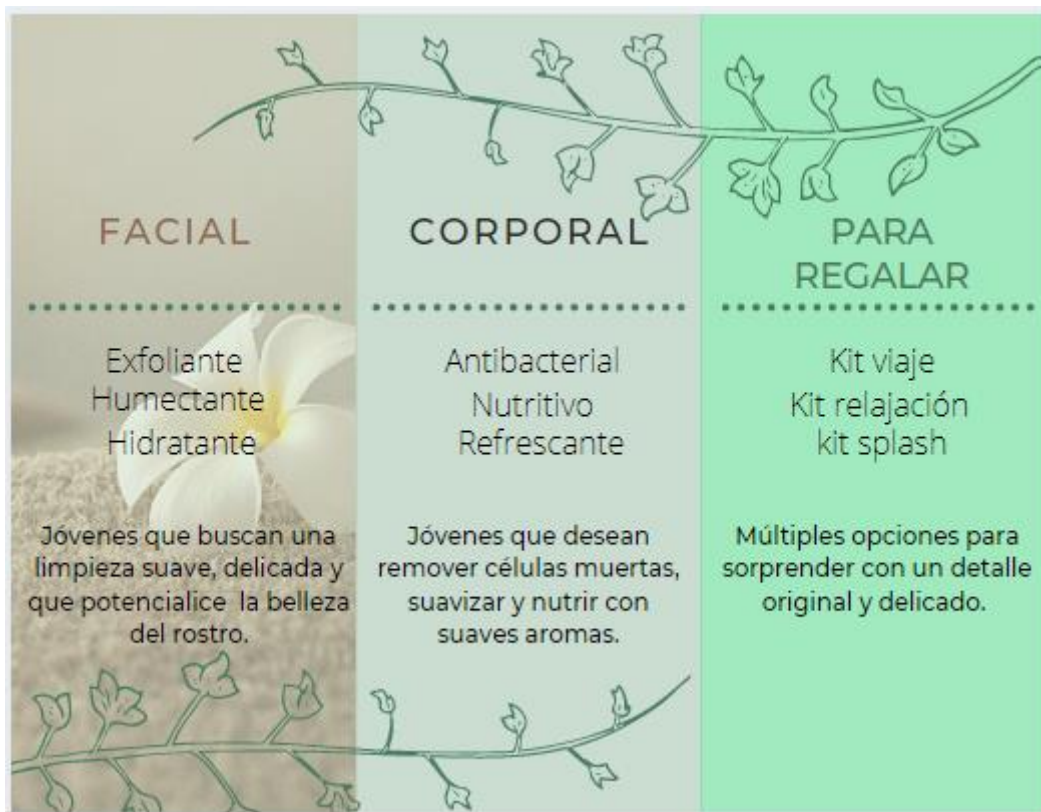 FACIAL
Exfoliante
Humectante
Hidratante
Jóvenes que buscan una
limpieza suave, delicada y
que potencialice la belleza
del rostro.
CORPORAL
Antibacterial
Nutritivo
Refrescante
Jóvenes que desean
remover células muertas,
suavizar y nutrir con
suaves aromas.
PARA
REGALAR
Kit viaje
Kit relajación
kit splash
Múltiples opciones para
sorprender con un detalle
original y delicado.